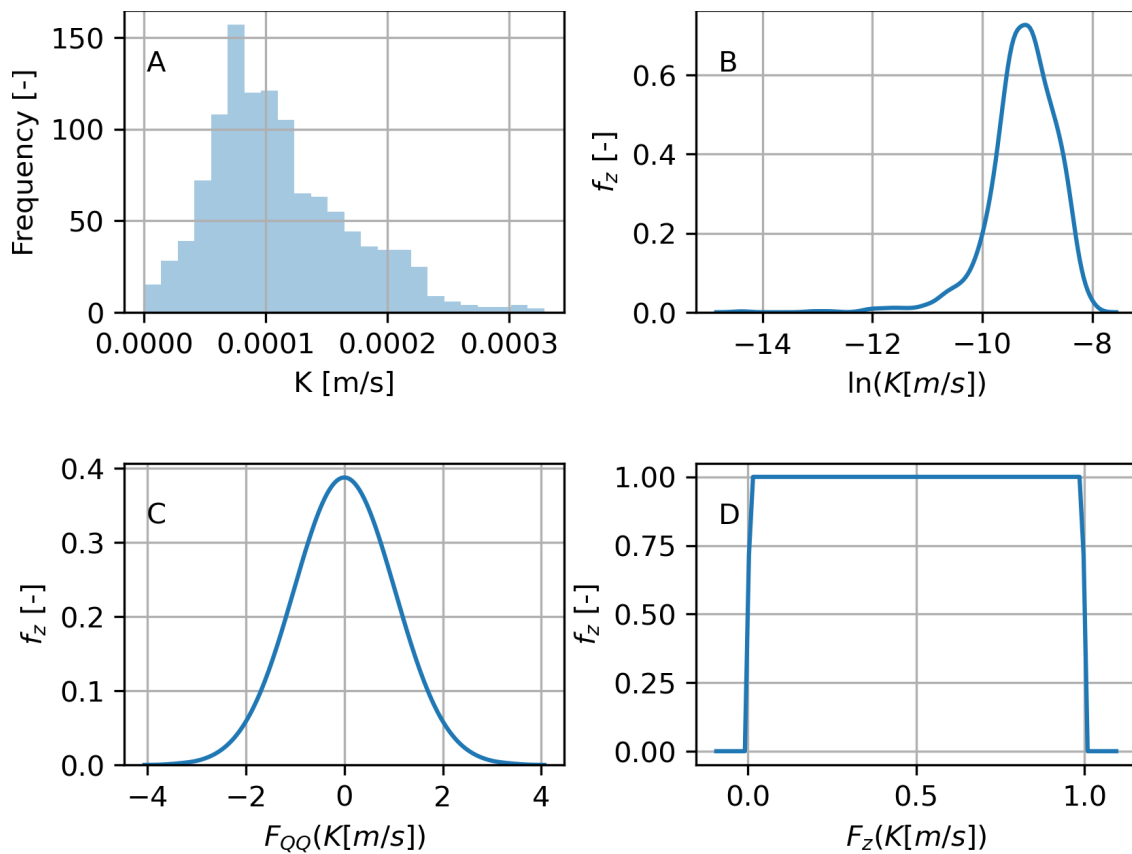 A
Frequency [-]
150
100
50
0
0.0000 0.0001 0.0002 0.0003
K [m/s]
B
f_z [-]
0.6
0.4
0.2
0.0
−14 −12 −10 −8
ln(K[m/s])
C
f_z [-]
0.4
0.3
0.2
0.1
0.0
−4 −2 0 2 4
F_QQ(K[m/s])
D
f_z [-]
1.00
0.75
0.50
0.25
0.00
0.0 0.5 1.0
F_z(K[m/s])